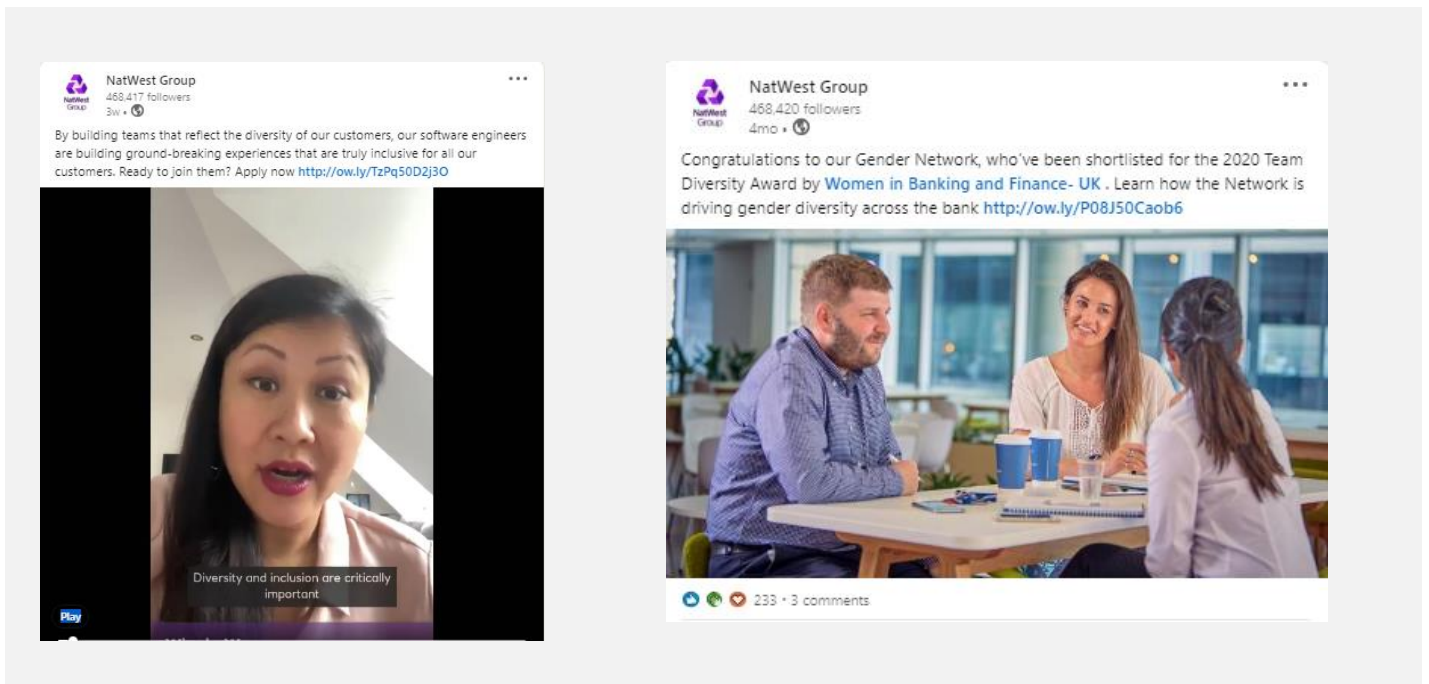 NatWest Group
468,417 followers
3w •
NatWest
Group
By building teams that reflect the diversity of our customers, our software engineers
are building ground-breaking experiences that are truly inclusive for all our
customers. Ready to join them? Apply now http://ow.ly/TzPq50D2j3O
Diversity and inclusion are critically
important
Play
NatWest Group
468,420 followers
4mo •
NatWest
Group
Congratulations to our Gender Network, who've been shortlisted for the 2020 Team
Diversity Award by Women in Banking and Finance- UK . Learn how the Network is
driving gender diversity across the bank http://ow.ly/P08J50Caob6
233 • 3 comments